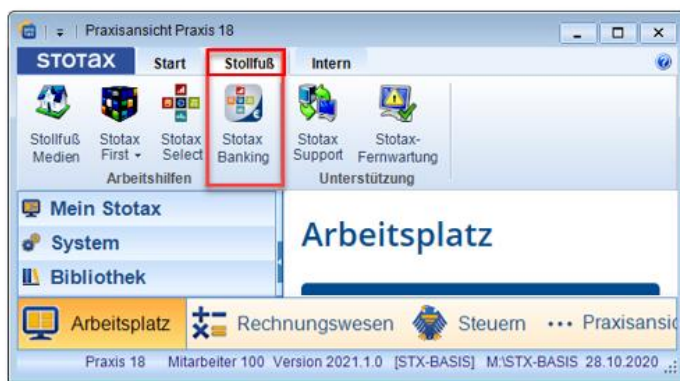 Praxisansicht Praxis 18
STOTAX Start Stollfuß Intern
Stollfuß Medien
Stotax First
Stotax Select
Stotax Banking
Stotax Support
Stotax-Fernwartung
Arbeitshilfen Unterstützung
Mein Stotax
System
Bibliothek
Arbeitsplatz
Arbeitsplatz Rechnungswesen Steuern ... Praxisansic
Praxis 18 Mitarbeiter 100 Version 2021.1.0 [STX-BASIS] M:\STX-BASIS 28.10.2020